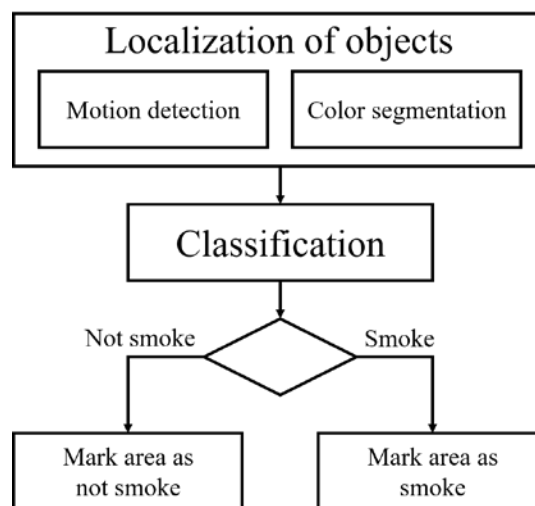 Localization of objects
Motion detection
Color segmentation
Classification
Not smoke
Smoke
Mark area as
not smoke
Mark area as
smoke